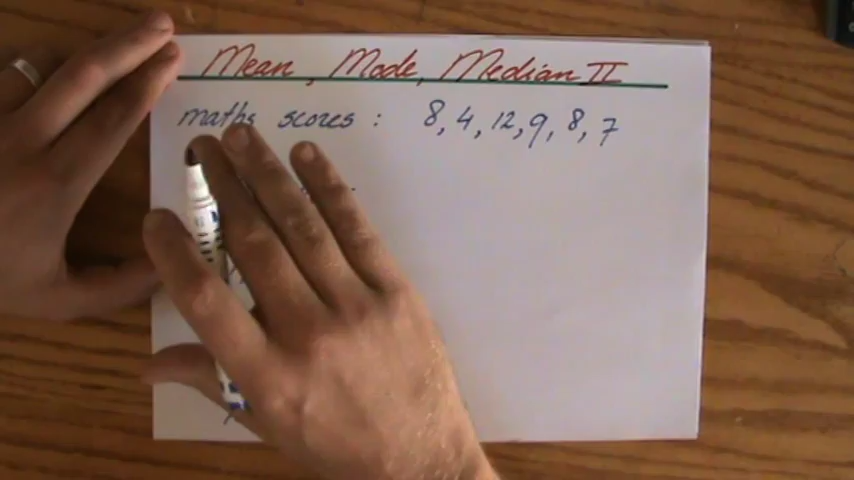 Mean, Mode, Median II
maths scores : 8, 4, 12, 9, 8, 7